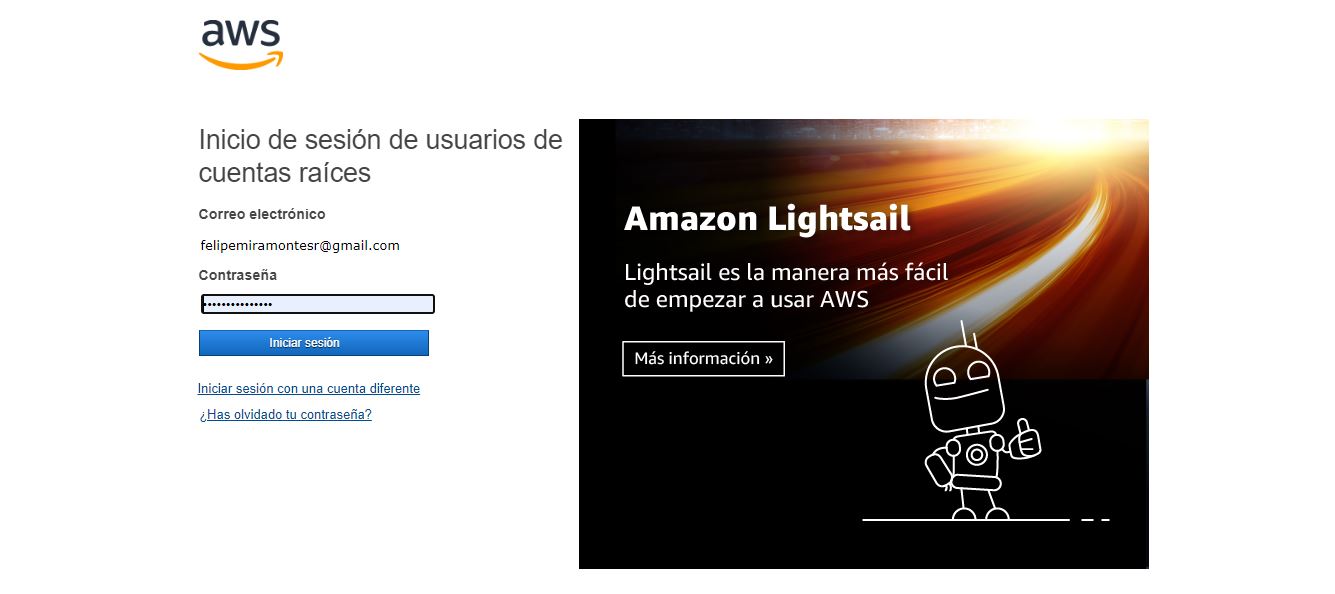 aws
Inicio de sesión de usuarios de
cuentas raíces
Correo electrónico
felipemiramontesr@gmail.com
Contraseña
•••••••••••••••
Iniciar sesión
Iniciar sesión con una cuenta diferente
¿Has olvidado tu contraseña?
Amazon Lightsail
Lightsail es la manera más fácil
de empezar a usar AWS
Más información »